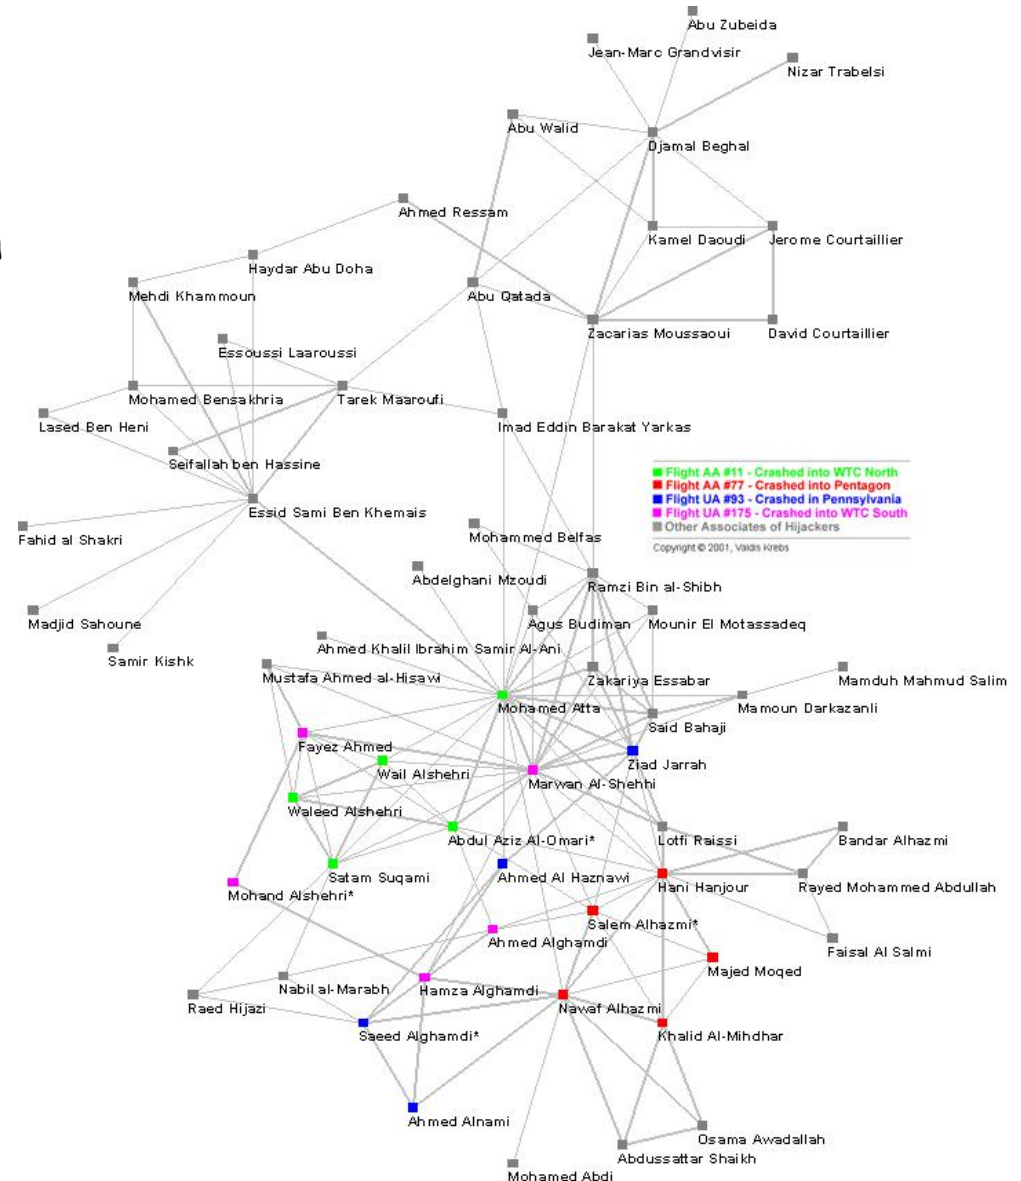 Abu Zubeida
Jean-Marc Grandvisir
Nizar Trabelsi
Abu Walid
Djamal Beghal
Ahmed Ressam
Kamel Daoudi
Jerome Courtaillier
Haydar Abu Doha
Mehdi Khammoun
Abu Qatada
Zacarias Moussaoui
David Courtaillier
Essoussi Laaroussi
Mohamed Bensakhria
Tarek Maaroufi
Lased Ben Heni
Imad Eddin Barakat Yarkas
Seifallah ben Hassine
Flight AA #11 - Crashed into WTC North
Flight AA #77 - Crashed into Pentagon
Flight UA #93 - Crashed in Pennsylvania
Flight UA #175 - Crashed into WTC South
Other Associates of Hijackers
Copyright © 2001, Valdis Krebs
Essid Sami Ben Khemais
Fahid al Shakri
Mohammed Belfas
Abdelghani Mzoudi
Ramzi Bin al-Shibh
Madjid Sahoune
Agus Budiman
Mounir El Motassadeq
Samir Kishk
Ahmed Khalil Ibrahim Samir Al-Ani
Mustafa Ahmed al-Hisawi
Zakariya Essabar
Mamduh Mahmud Salim
Mohamed Atta
Mamoun Darkazanli
Said Bahaji
Fayez Ahmed
Ziad Jarrah
Wail Alshehri
Marwan Al-Shehhi
Waleed Alshehri
Abdul Aziz Al-Omari*
Lotfi Raissi
Bandar Alhazmi
Satam Suqami
Ahmed Al Haznawi
Hani Hanjour
Rayed Mohammed Abdullah
Mohand Alshehri*
Salem Alhazmi*
Ahmed Alghamdi
Faisal Al Salmi
Majed Moqed
Nabil al-Marabh
Hamza Alghamdi
Raed Hijazi
Nawaf Alhazmi
Saeed Alghamdi*
Khalid Al-Mihdhar
Ahmed Alnami
Osama Awadallah
Abdussattar Shaikh
Mohamed Abdi